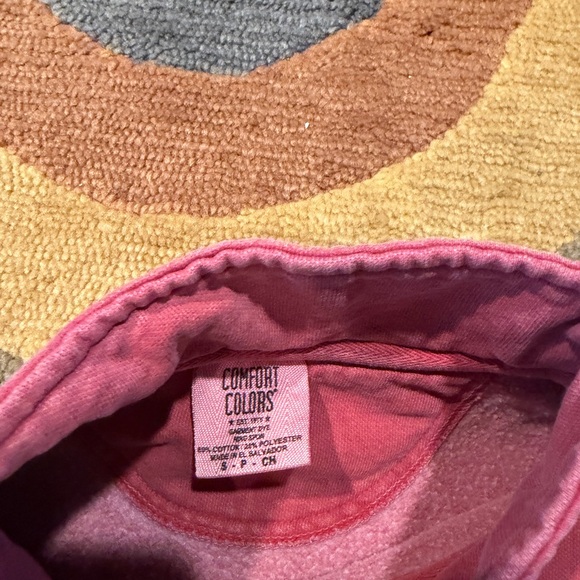 COMFORT
COLORS
EST. 1975
GARMENT DYE
RING SPUN
80% COTTON / 20% POLYESTER
MADE IN EL SALVADOR
S - P - CH